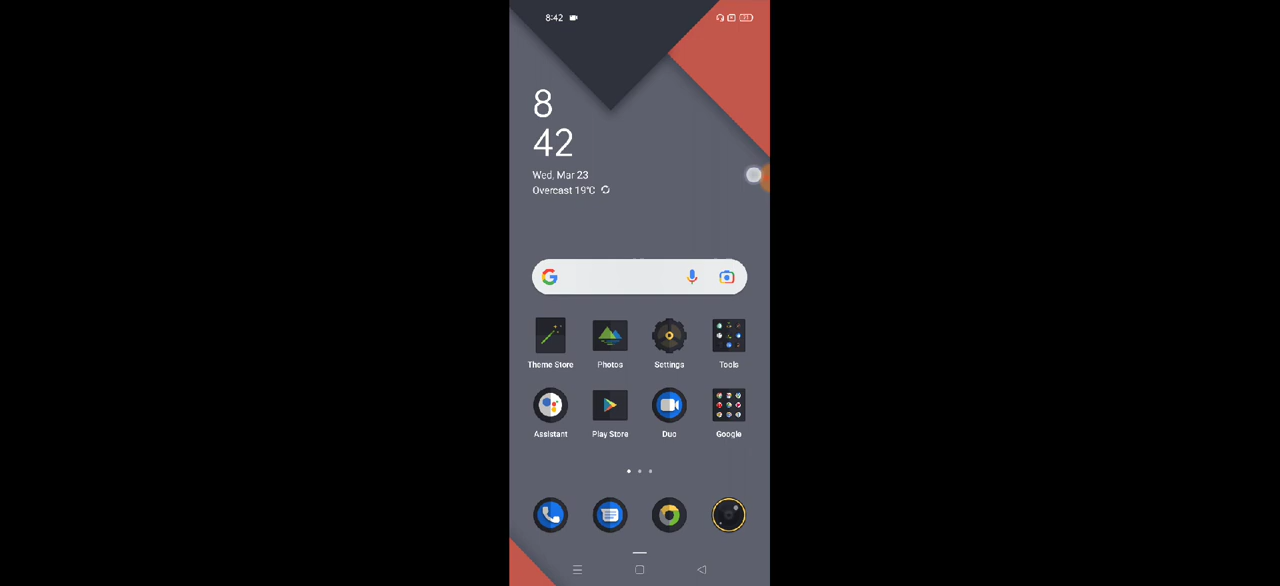 8:42
8
42
Wed, Mar 23
Overcast 19°C
Theme Store Photos Settings Tools
Assistant Play Store Duo Google